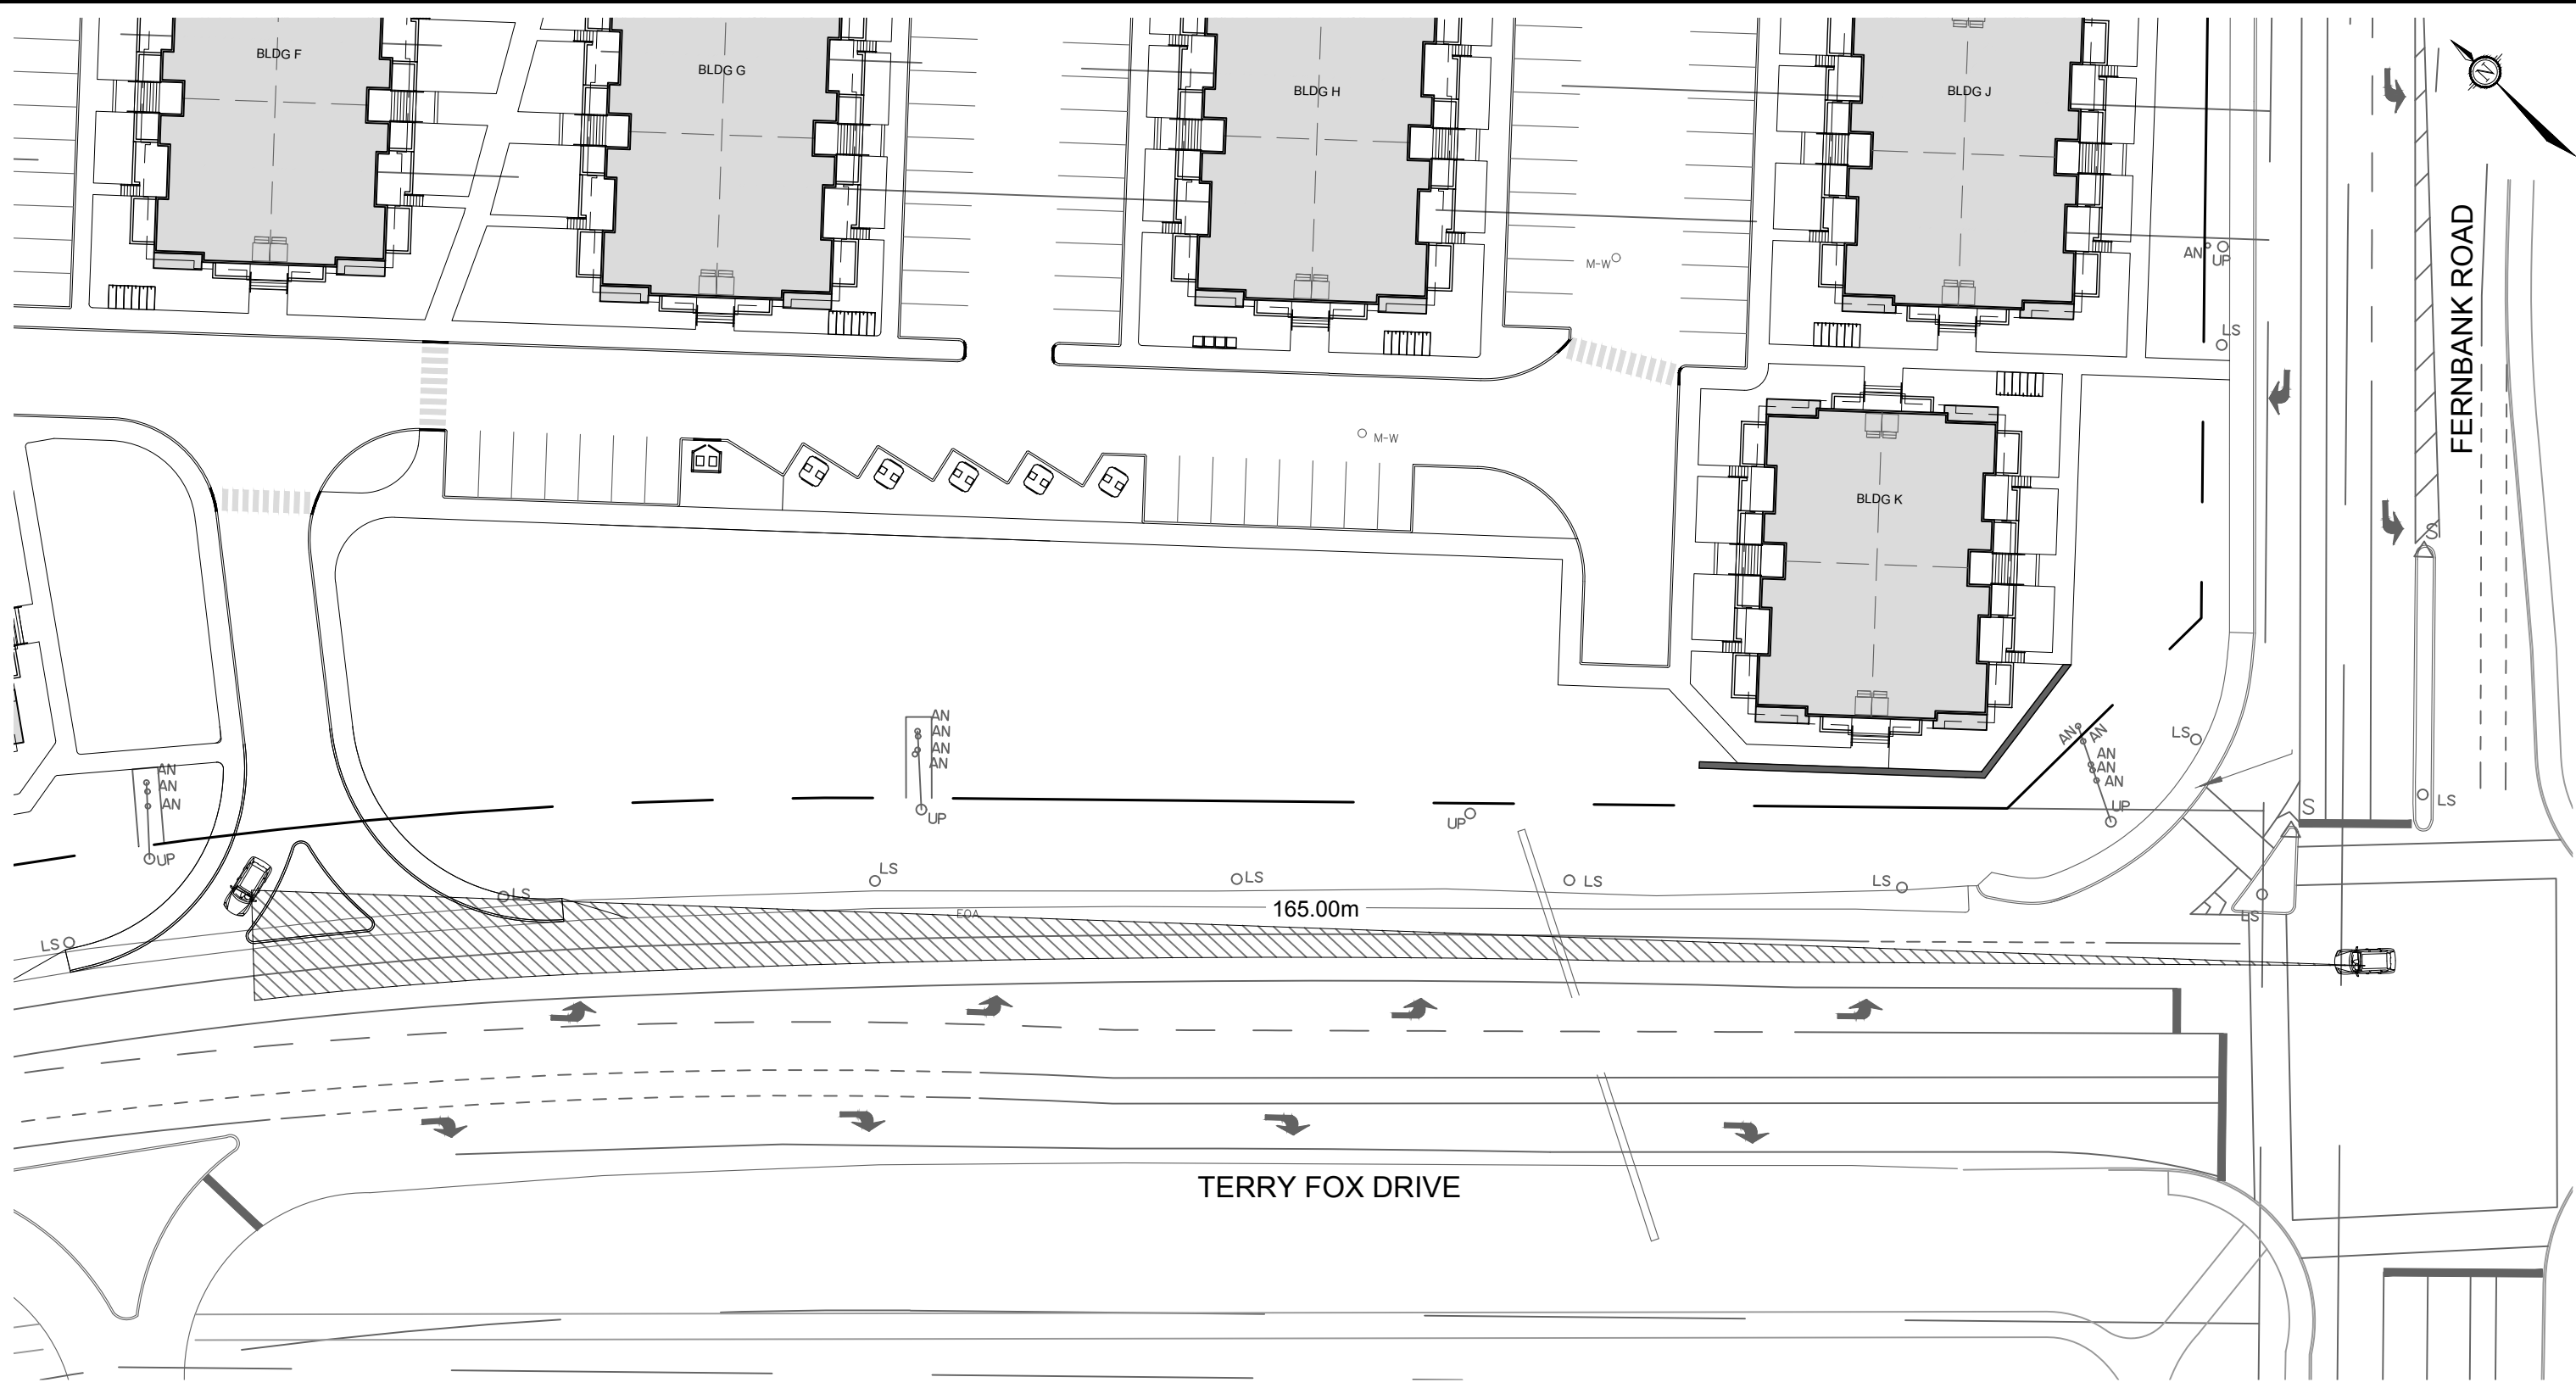 BLDG F
BLDG G
BLDG H
BLDG J
N
FERNBANK ROAD
AN
UP
M-W
LS
M-W
BLDG K
S
AN
AN
AN
AN
UP
AN
AN
AN
UP
UP
AN
AN
AN
AN
AN
UP
LS
LS
S
LS
LS
LS
LS
LS
LS
LS
EOA
165.00m
LS
TERRY FOX DRIVE